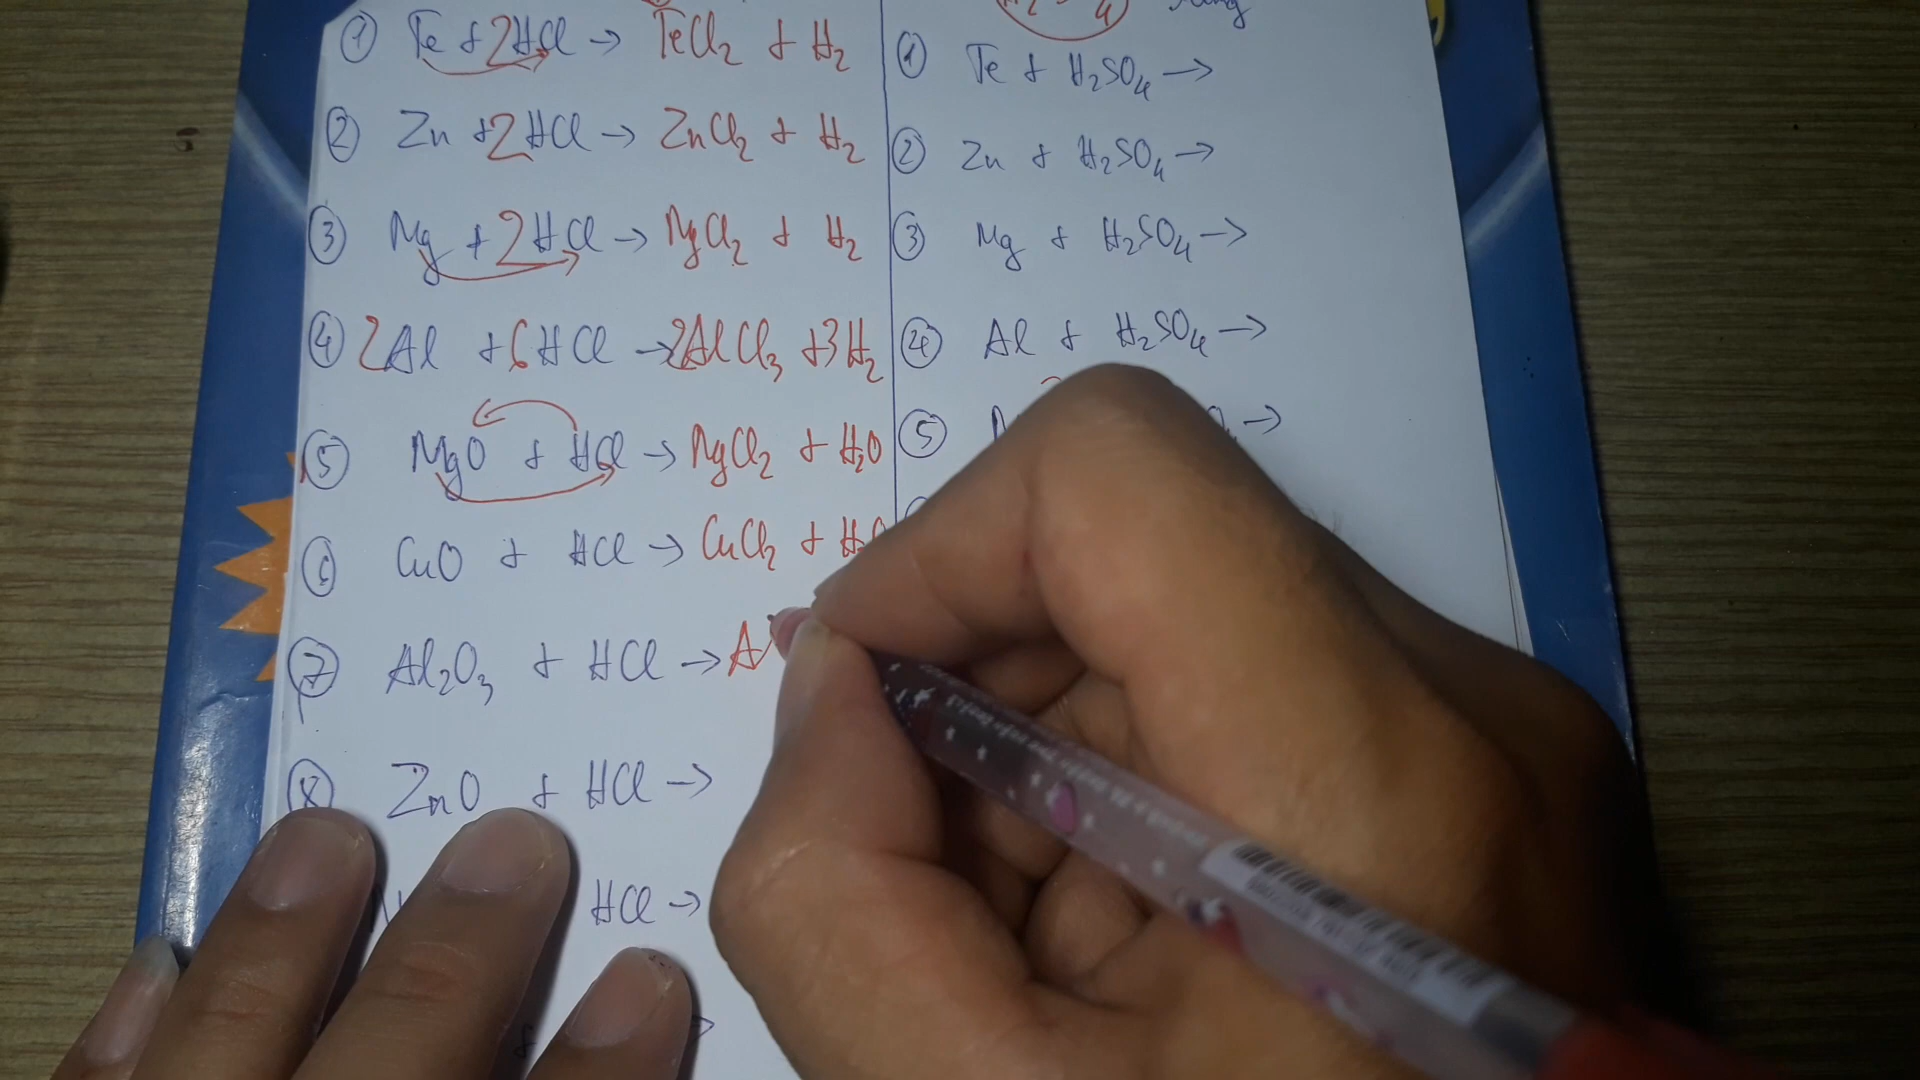 ① Fe + 2HCl → FeCl₂ + H₂
② Zn + 2HCl → ZnCl₂ + H₂
③ Mg + 2HCl → MgCl₂ + H₂
④ 2Al + 6HCl → 2AlCl₃ + 3H₂
⑤ MgO + HCl → MgCl₂ + H₂O
⑥ CuO + HCl → CuCl₂ + H₂O
⑦ Al₂O₃ + HCl → Al
⑧ ZnO + HCl →
HCl →
→
① Fe + H₂SO₄ →
② Zn + H₂SO₄ →
③ Mg + H₂SO₄ →
④ Al + H₂SO₄ →
⑤ →